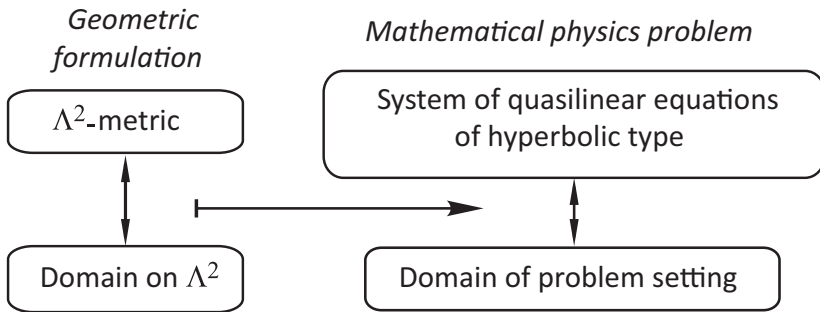 Geometric
formulation
Mathematical physics problem
Λ²-metric
System of quasilinear equations
of hyperbolic type
Domain on Λ²
Domain of problem setting